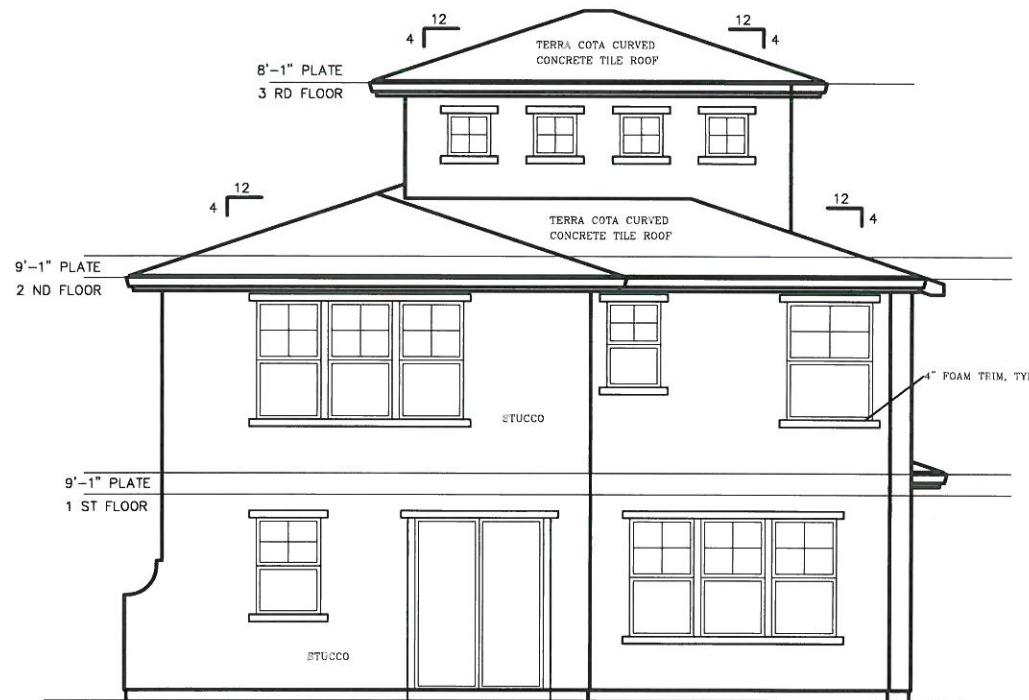 12
4
12
4
TERRA COTA CURVED
CONCRETE TILE ROOF
8'-1" PLATE
3 RD FLOOR
12
4
12
4
TERRA COTA CURVED
CONCRETE TILE ROOF
9'-1" PLATE
2 ND FLOOR
4" FOAM TRIM, TY
STUCCO
9'-1" PLATE
1 ST FLOOR
STUCCO